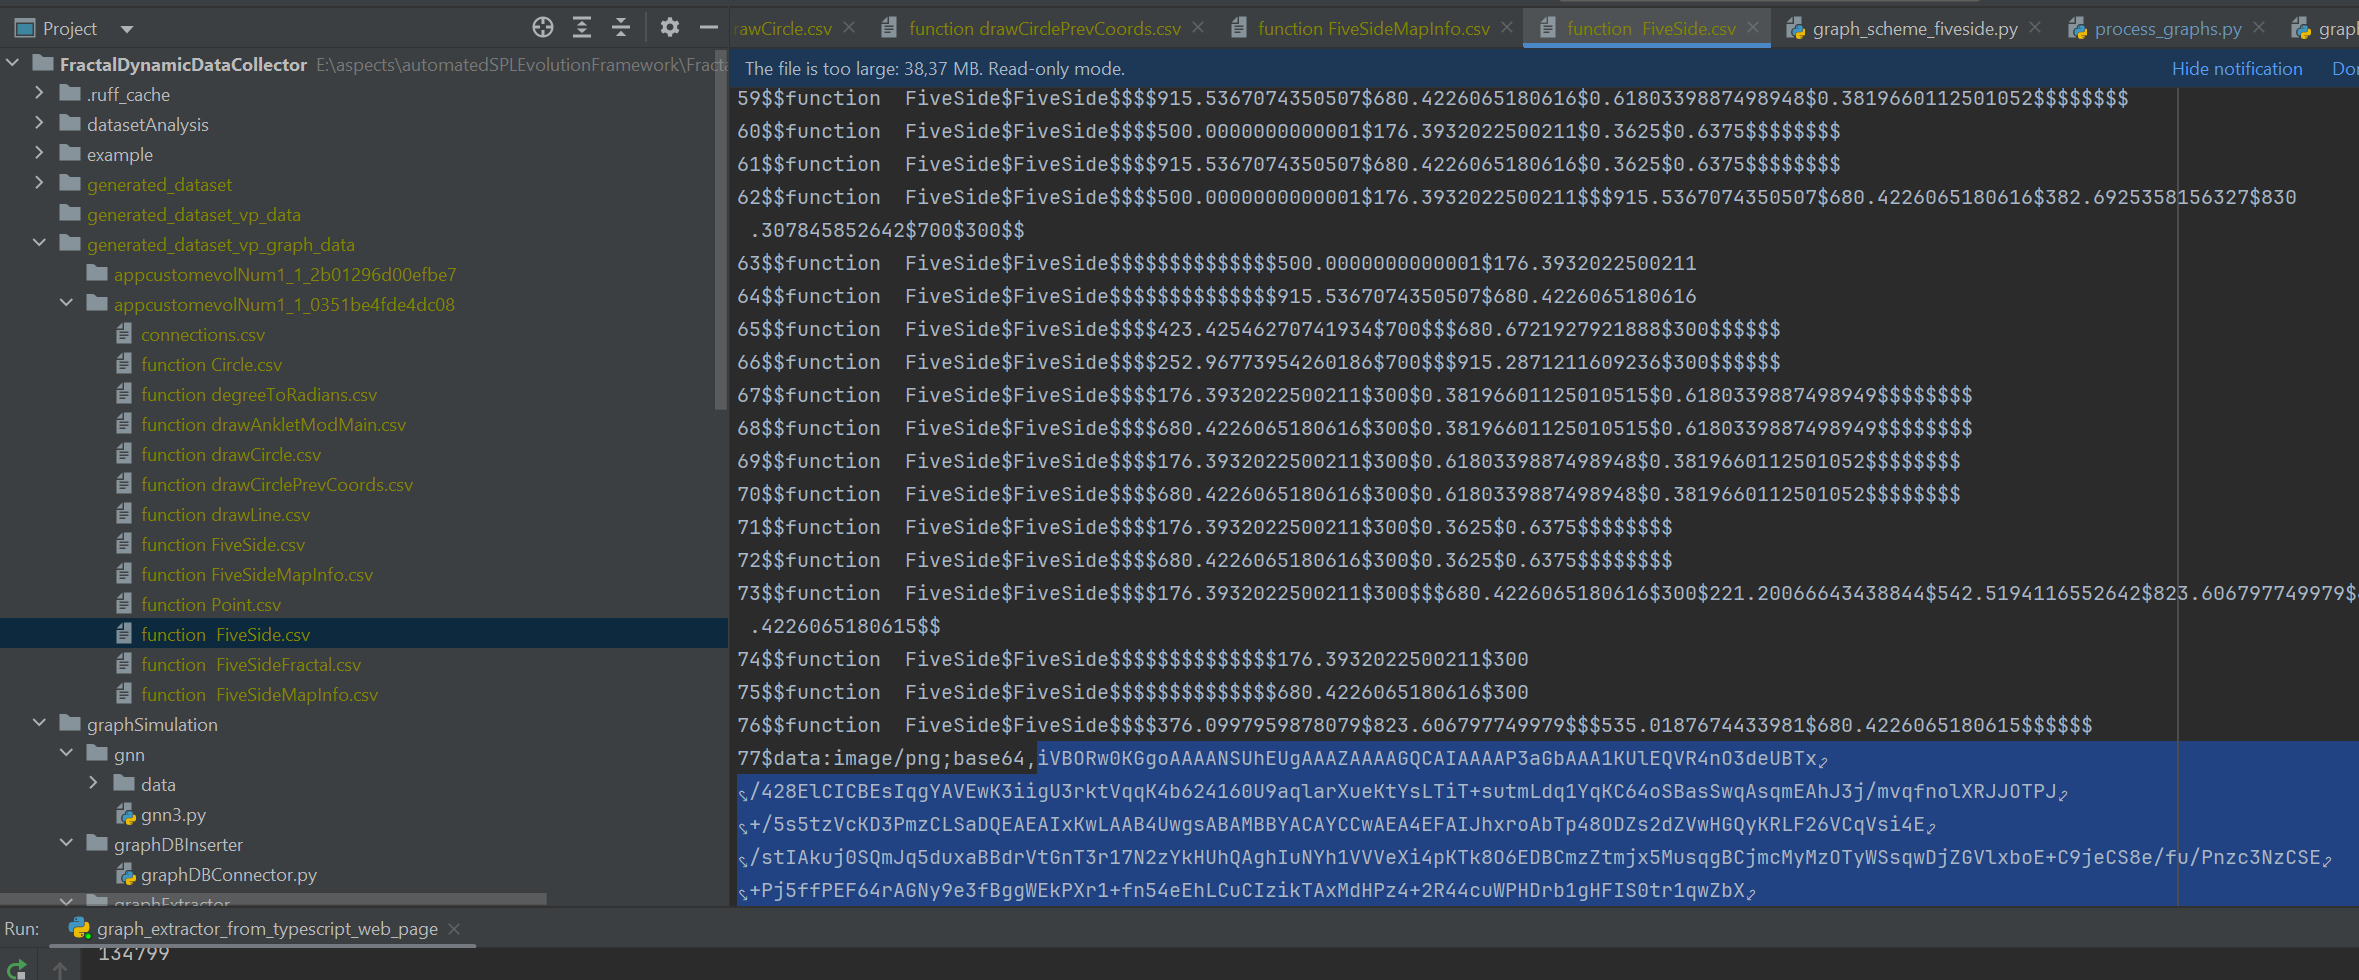 Project
FractalDynamicDataCollector E:\aspects\automatedSPLEvolutionFramework\Fracta
.ruff_cache
datasetAnalysis
example
generated_dataset
generated_dataset_vp_data
generated_dataset_vp_graph_data
appcustomevolNum1_1_2b01296d00efbe7
appcustomevolNum1_1_0351be4fde4dc08
connections.csv
function Circle.csv
function degreeToRadians.csv
function drawAnkletModMain.csv
function drawCircle.csv
function drawCirclePrevCoords.csv
function drawLine.csv
function FiveSide.csv
function FiveSideMapInfo.csv
function Point.csv
function  FiveSide.csv
function  FiveSideFractal.csv
function  FiveSideMapInfo.csv
graphSimulation
gnn
data
gnn3.py
graphDBInserter
graphDBConnector.py
graphExtractor
rawCircle.csv function drawCirclePrevCoords.csv function FiveSideMapInfo.csv function  FiveSide.csv graph_scheme_fiveside.py process_graphs.py grap
The file is too large: 38,37 MB. Read-only mode. Hide notification Don
59$$function  FiveSide$FiveSide$$$$915.5367074350507$680.4226065180616$0.6180339887498948$0.3819660112501052$$$$$$$$
60$$function  FiveSide$FiveSide$$$$500.0000000000001$176.3932022500211$0.3625$0.6375$$$$$$$$
61$$function  FiveSide$FiveSide$$$$915.5367074350507$680.4226065180616$0.3625$0.6375$$$$$$$$
62$$function  FiveSide$FiveSide$$$$500.0000000000001$176.3932022500211$$$915.5367074350507$680.4226065180616$382.6925358156327$830
.307845852642$700$300$$
63$$function  FiveSide$FiveSide$$$$$$$$$$$$$$500.0000000000001$176.3932022500211
64$$function  FiveSide$FiveSide$$$$$$$$$$$$$$915.5367074350507$680.4226065180616
65$$function  FiveSide$FiveSide$$$$423.42546270741934$700$$$680.6721927921888$300$$$$$$
66$$function  FiveSide$FiveSide$$$$252.96773954260186$700$$$915.2871211609236$300$$$$$$
67$$function  FiveSide$FiveSide$$$$176.3932022500211$300$0.38196601125010515$0.6180339887498949$$$$$$$$
68$$function  FiveSide$FiveSide$$$$680.4226065180616$300$0.38196601125010515$0.6180339887498949$$$$$$$$
69$$function  FiveSide$FiveSide$$$$176.3932022500211$300$0.6180339887498948$0.3819660112501052$$$$$$$$
70$$function  FiveSide$FiveSide$$$$680.4226065180616$300$0.6180339887498948$0.3819660112501052$$$$$$$$
71$$function  FiveSide$FiveSide$$$$176.3932022500211$300$0.3625$0.6375$$$$$$$$
72$$function  FiveSide$FiveSide$$$$680.4226065180616$300$0.3625$0.6375$$$$$$$$
73$$function  FiveSide$FiveSide$$$$176.3932022500211$300$$$680.4226065180616$300$221.20066643438844$542.5194116552642$823.606797749979$
.4226065180615$$
74$$function  FiveSide$FiveSide$$$$$$$$$$$$$$176.3932022500211$300
75$$function  FiveSide$FiveSide$$$$$$$$$$$$$$680.4226065180616$300
76$$function  FiveSide$FiveSide$$$$376.0997959878079$823.606797749979$$$535.0187674433981$680.4226065180615$$$$$$
77$data:image/png;base64,iVBORw0KGgoAAAANSUhEUgAAAZAAAAGQCAIAAAAP3aGbAAA1KUlEQVR4nO3deUBTx
/428ElCICBEsIqgYAVEwK3iigU3rktVqqK4b624160U9aqlarXueKtYsLTiT+sutmLdq1YqKC64oSBasSwqAsqmEAhJ3j/mvqfnolXRJJOTPJ
+/5s5tzVcKD3PmzCLSaDQEAEAIxKwLAAB4UwgsABAMBBYACAYCCwAEA4EFAIJhxroAbTp48ODZs2dZVwHGQyKRLF26VCqVsi4E/stI
/stIAkuj0SQmJq5duxaBBdrVtGnT3r17N2zYkHUhQAghIuNYh1VVVeXi4pKTk8O6EDBCmzZtmjx5MusqgBCjmcMyMzOTyWSsqwDjZGVlxboE+C9jeCS8e/fu/Pnzc3NzCSE
+Pj5ffPEF64rAGNy9e3fBggWEkPXr1+fn54eEhLCuCIzikTAxMdHPz4+2R44cuWPHDrb1gHFIS0tr1qwZbX